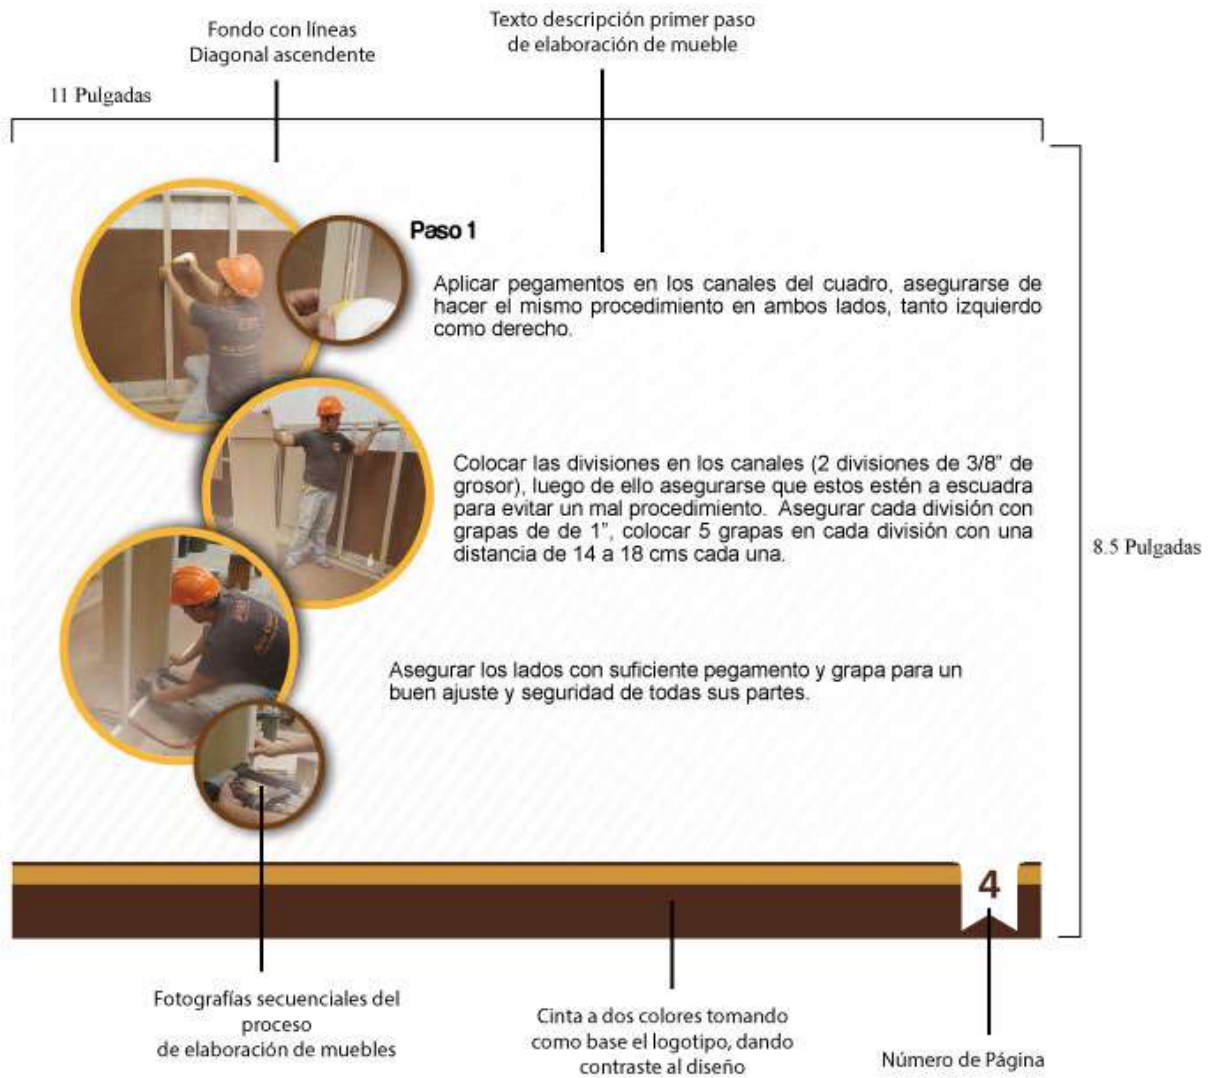 Fondo con líneas
Diagonal ascendente
Texto descripción primer paso
de elaboración de mueble
11 Pulgadas
Paso 1
Aplicar pegamentos en los canales del cuadro, asegurarse de
hacer el mismo procedimiento en ambos lados, tanto izquierdo
como derecho.
Colocar las divisiones en los canales (2 divisiones de 3/8” de
grosor), luego de ello asegurarse que estos estén a escuadra
para evitar un mal procedimiento. Asegurar cada división con
grapas de de 1”, colocar 5 grapas en cada división con una
distancia de 14 a 18 cms cada una.
8.5 Pulgadas
Asegurar los lados con suficiente pegamento y grapa para un
buen ajuste y seguridad de todas sus partes.
4
Fotografías secuenciales del
proceso
de elaboración de muebles
Cinta a dos colores tomando
como base el logotipo, dando
contraste al diseño
Número de Página